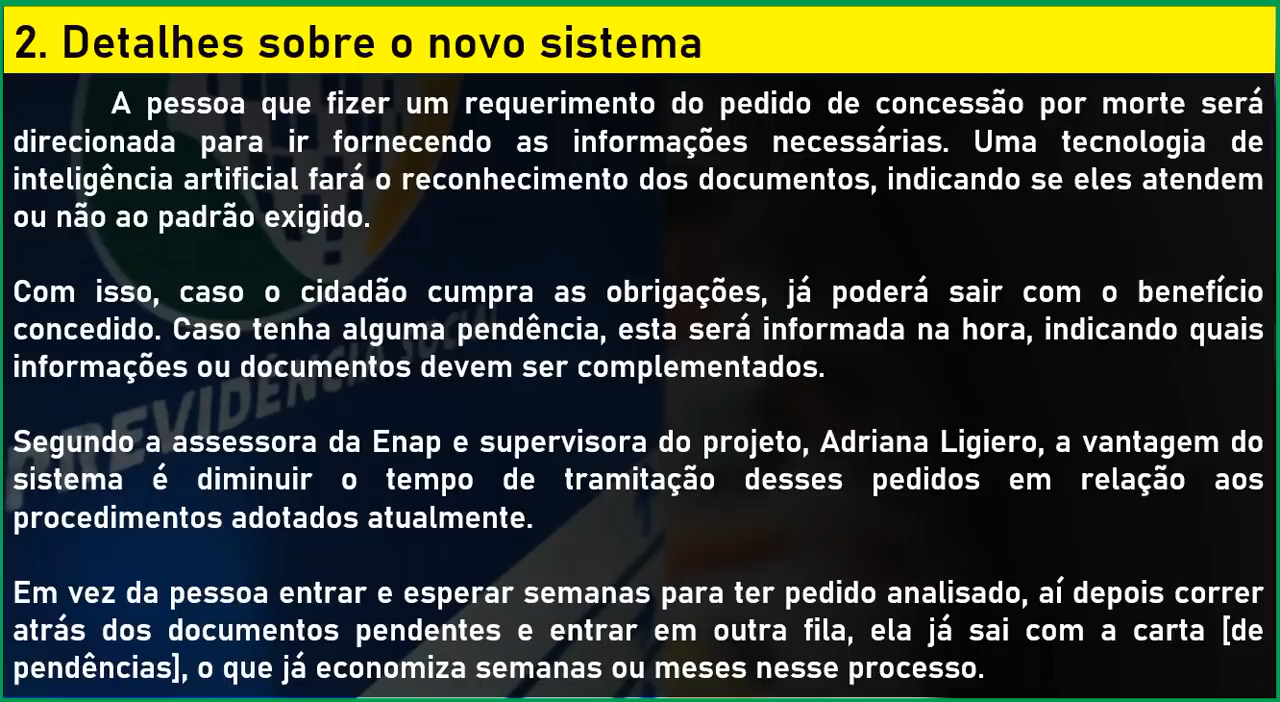 2. Detalhes sobre o novo sistema
A pessoa que fizer um requerimento do pedido de concessão por morte será
direcionada para ir fornecendo as informações necessárias. Uma tecnologia de
inteligência artificial fará o reconhecimento dos documentos, indicando se eles atendem
ou não ao padrão exigido.
Com isso, caso o cidadão cumpra as obrigações, já poderá sair com o benefício
concedido. Caso tenha alguma pendência, esta será informada na hora, indicando quais
informações ou documentos devem ser complementados.
Segundo a assessora da Enap e supervisora do projeto, Adriana Ligiero, a vantagem do
sistema é diminuir o tempo de tramitação desses pedidos em relação aos
procedimentos adotados atualmente.
Em vez da pessoa entrar e esperar semanas para ter pedido analisado, aí depois correr
atrás dos documentos pendentes e entrar em outra fila, ela já sai com a carta [de
pendências], o que já economiza semanas ou meses nesse processo.
PREVIDÊNCIA SOCIAL